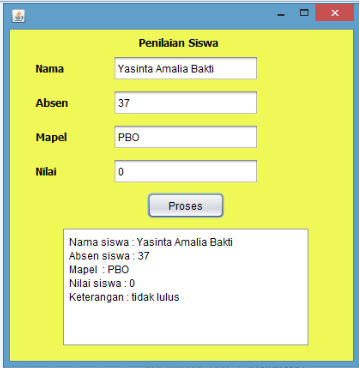 Penilaian Siswa
Nama Yasinta Amalia Bakti
Absen 37
Mapel PBO
Nilai 0
Proses
Nama siswa : Yasinta Amalia Bakti
Absen siswa : 37
Mapel : PBO
Nilai siswa : 0
Keterangan : tidak lulus